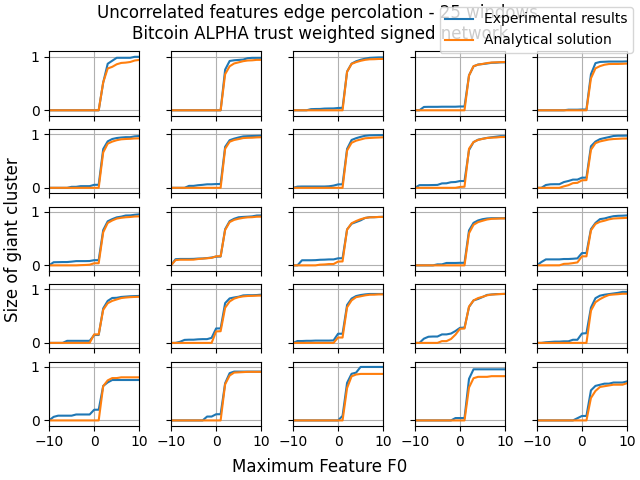 Uncorrelated features edge percolation - 25 windows
Bitcoin ALPHA trust weighted signed network
Experimental results
Analytical solution
1
0
1
0
1
0
1
0
1
0
−10 0 10 −10 0 10 −10 0 10 −10 0 10 −10 0 10
Size of giant cluster
Maximum Feature F0